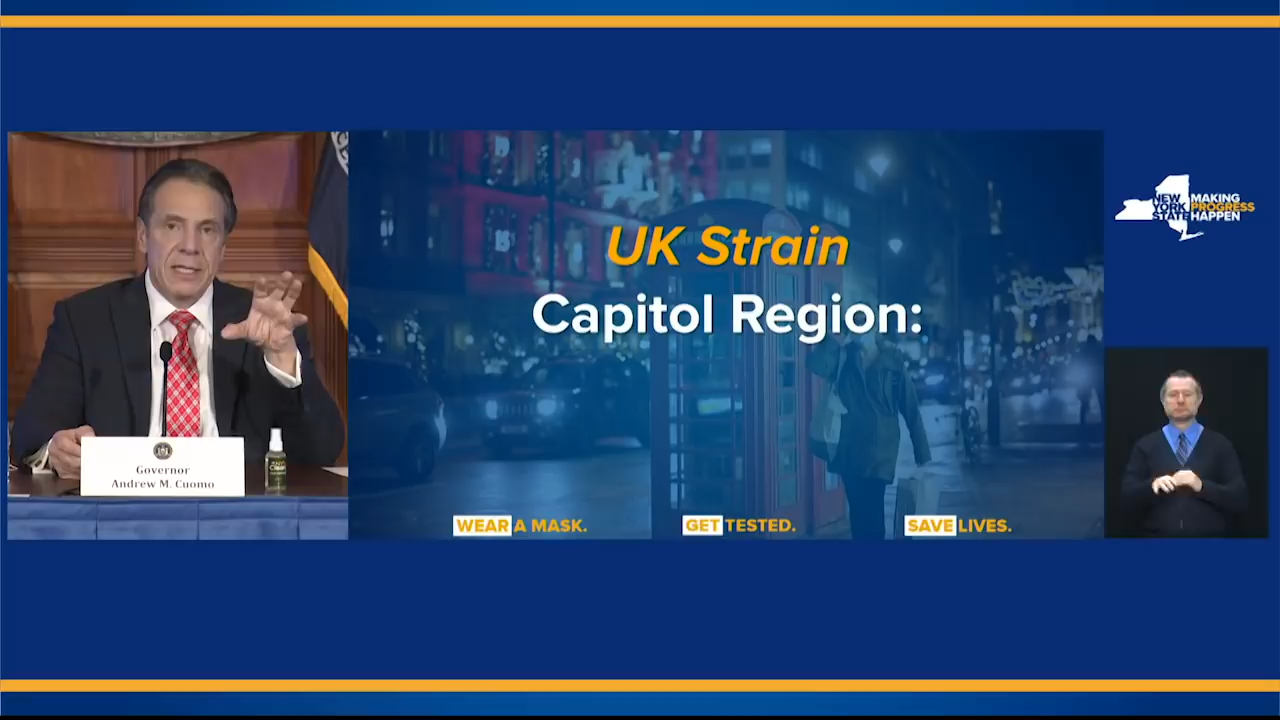 Governor
Andrew M. Cuomo
UK Strain
Capitol Region:
WEAR A MASK.
GET TESTED.
SAVE LIVES.
NEW
YORK
STATE
MAKING
PROGRESS
HAPPEN
Clean